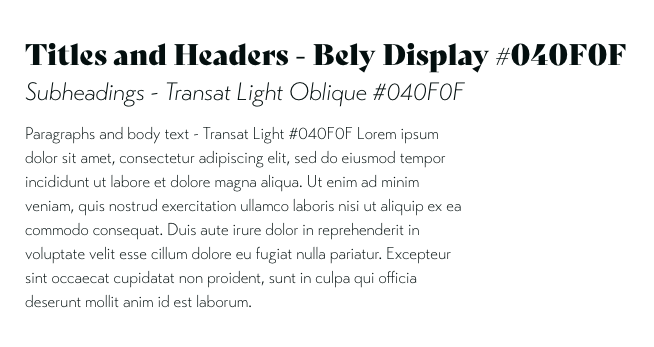 Titles and Headers - Bely Display #040F0F
Subheadings - Transat Light Oblique #040F0F
Paragraphs and body text - Transat Light #040F0F Lorem ipsum
dolor sit amet, consectetur adipiscing elit, sed do eiusmod tempor
incididunt ut labore et dolore magna aliqua. Ut enim ad minim
veniam, quis nostrud exercitation ullamco laboris nisi ut aliquip ex ea
commodo consequat. Duis aute irure dolor in reprehenderit in
voluptate velit esse cillum dolore eu fugiat nulla pariatur. Excepteur
sint occaecat cupidatat non proident, sunt in culpa qui officia
deserunt mollit anim id est laborum.